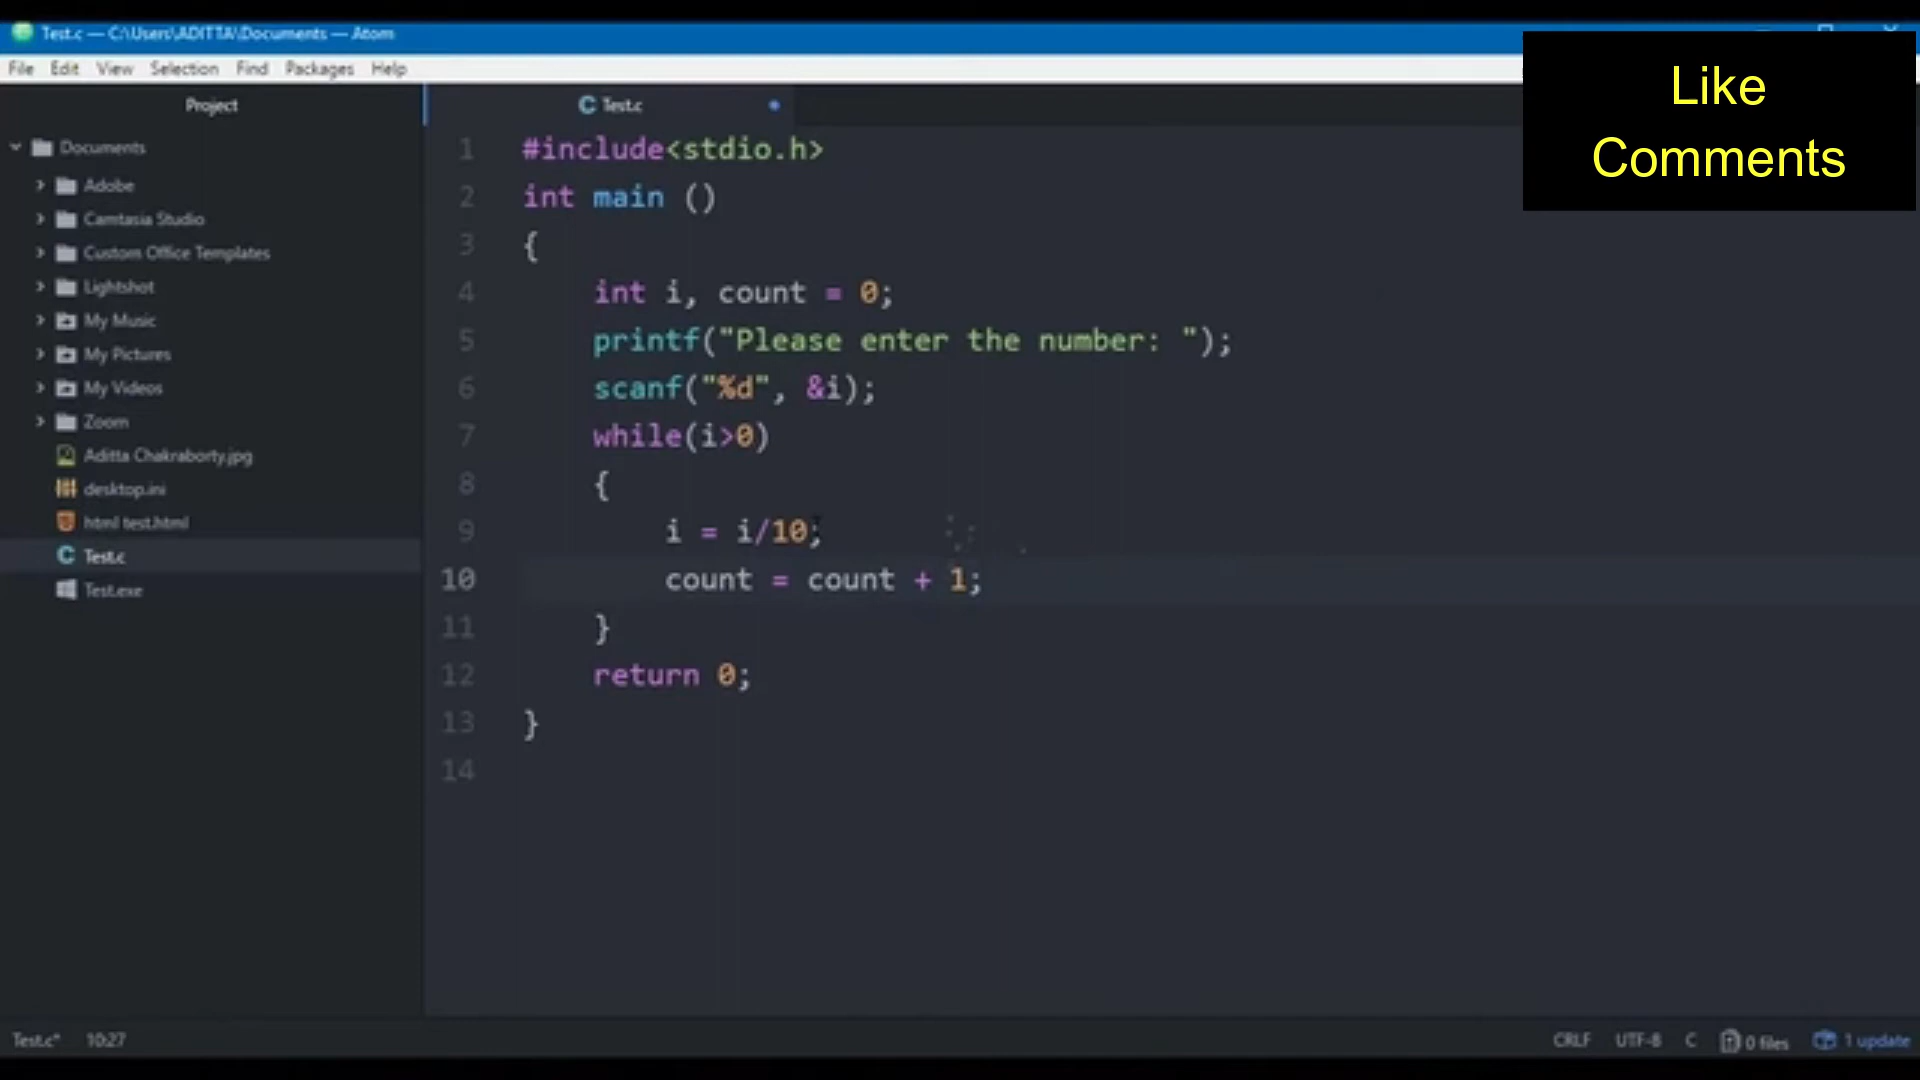 Test.c — C:\Users\ADITTA\Documents — Atom
File Edit View Selection Find Packages Help
Like
Comments
Project
Documents
Adobe
Camtasia Studio
Custom Office Templates
Lightshot
My Music
My Pictures
My Videos
Zoom
Aditta Chakraborty.jpg
desktop.ini
html test.html
Test.c
Test.exe
Test.c
1 #include<stdio.h>
2 int main ()
3 {
4 int i, count = 0;
5 printf("Please enter the number: ");
6 scanf("%d", &i);
7 while(i>0)
8 {
9 i = i/10;
10 count = count + 1;
11 }
12 return 0;
13 }
14
Test.c* 10:27 CRLF UTF-8 C 0 files 1 update